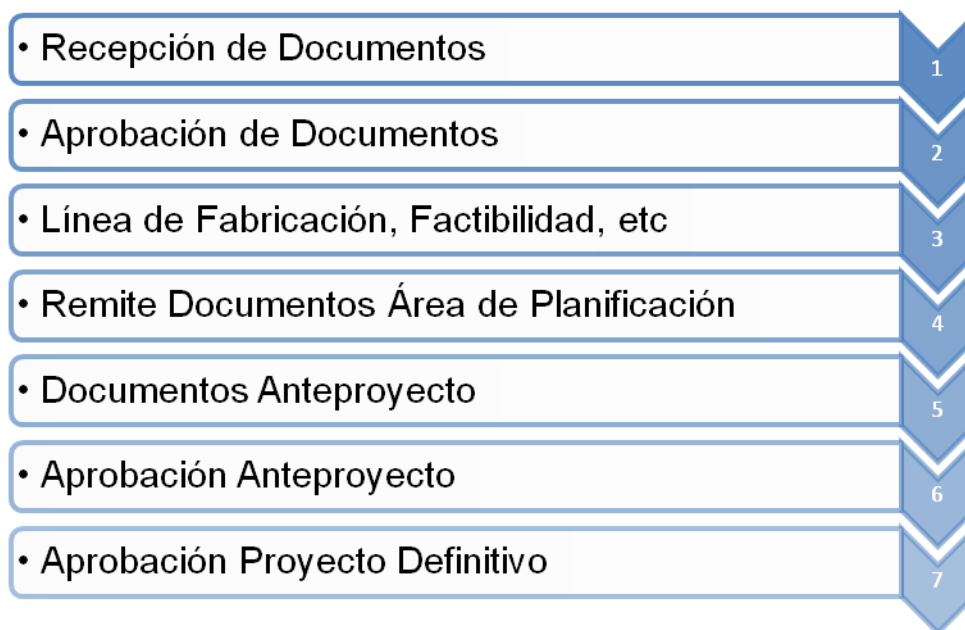 • Recepción de Documentos
1
• Aprobación de Documentos
2
• Línea de Fabricación, Factibilidad, etc
3
• Remite Documentos Área de Planificación
4
• Documentos Anteproyecto
5
• Aprobación Anteproyecto
6
• Aprobación Proyecto Definitivo
7